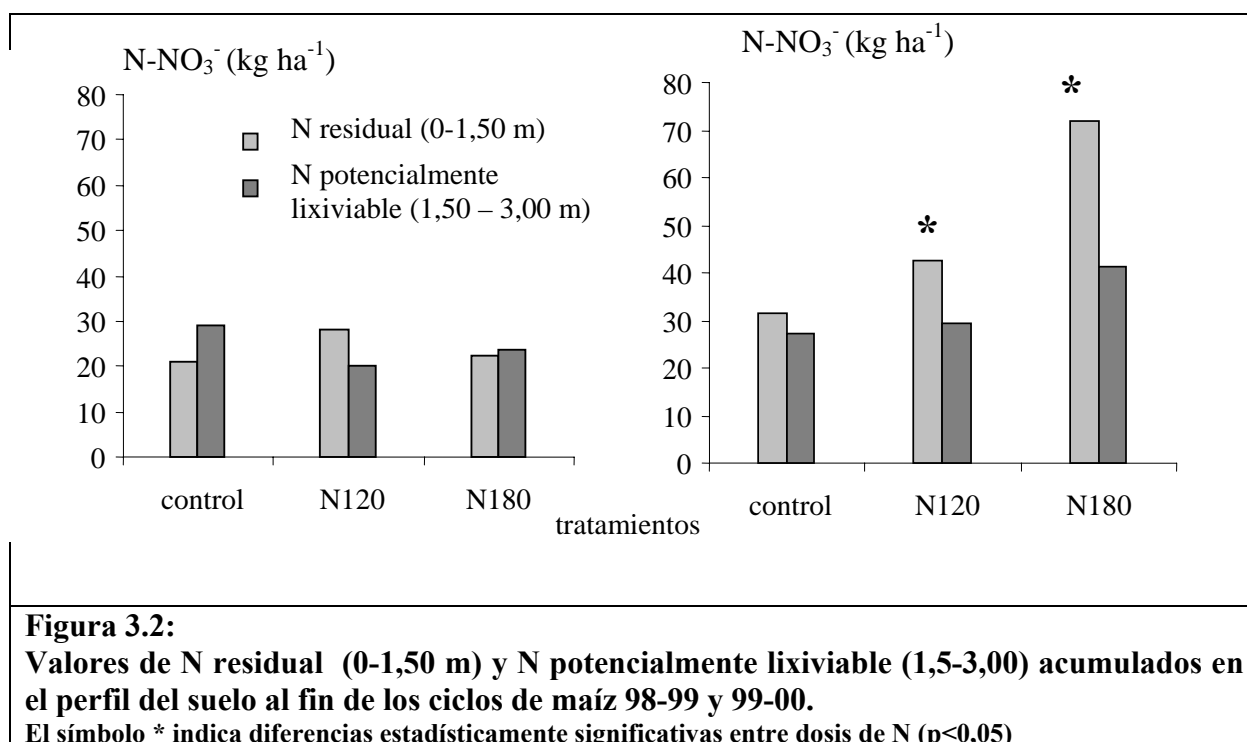 N-NO₃⁻ (kg ha⁻¹)
80
70
60
50
40
30
20
10
0
N residual (0-1,50 m)
N potencialmente
lixiviable (1,50 – 3,00 m)
control N120 N180
N-NO₃⁻ (kg ha⁻¹)
80
70
60
50
40
30
20
10
0
*
*
control N120 N180
tratamientos
Figura 3.2:
Valores de N residual (0-1,50 m) y N potencialmente lixiviable (1,5-3,00) acumulados en
el perfil del suelo al fin de los ciclos de maíz 98-99 y 99-00.
El símbolo * indica diferencias estadísticamente significativas entre dosis de N (p<0,05)